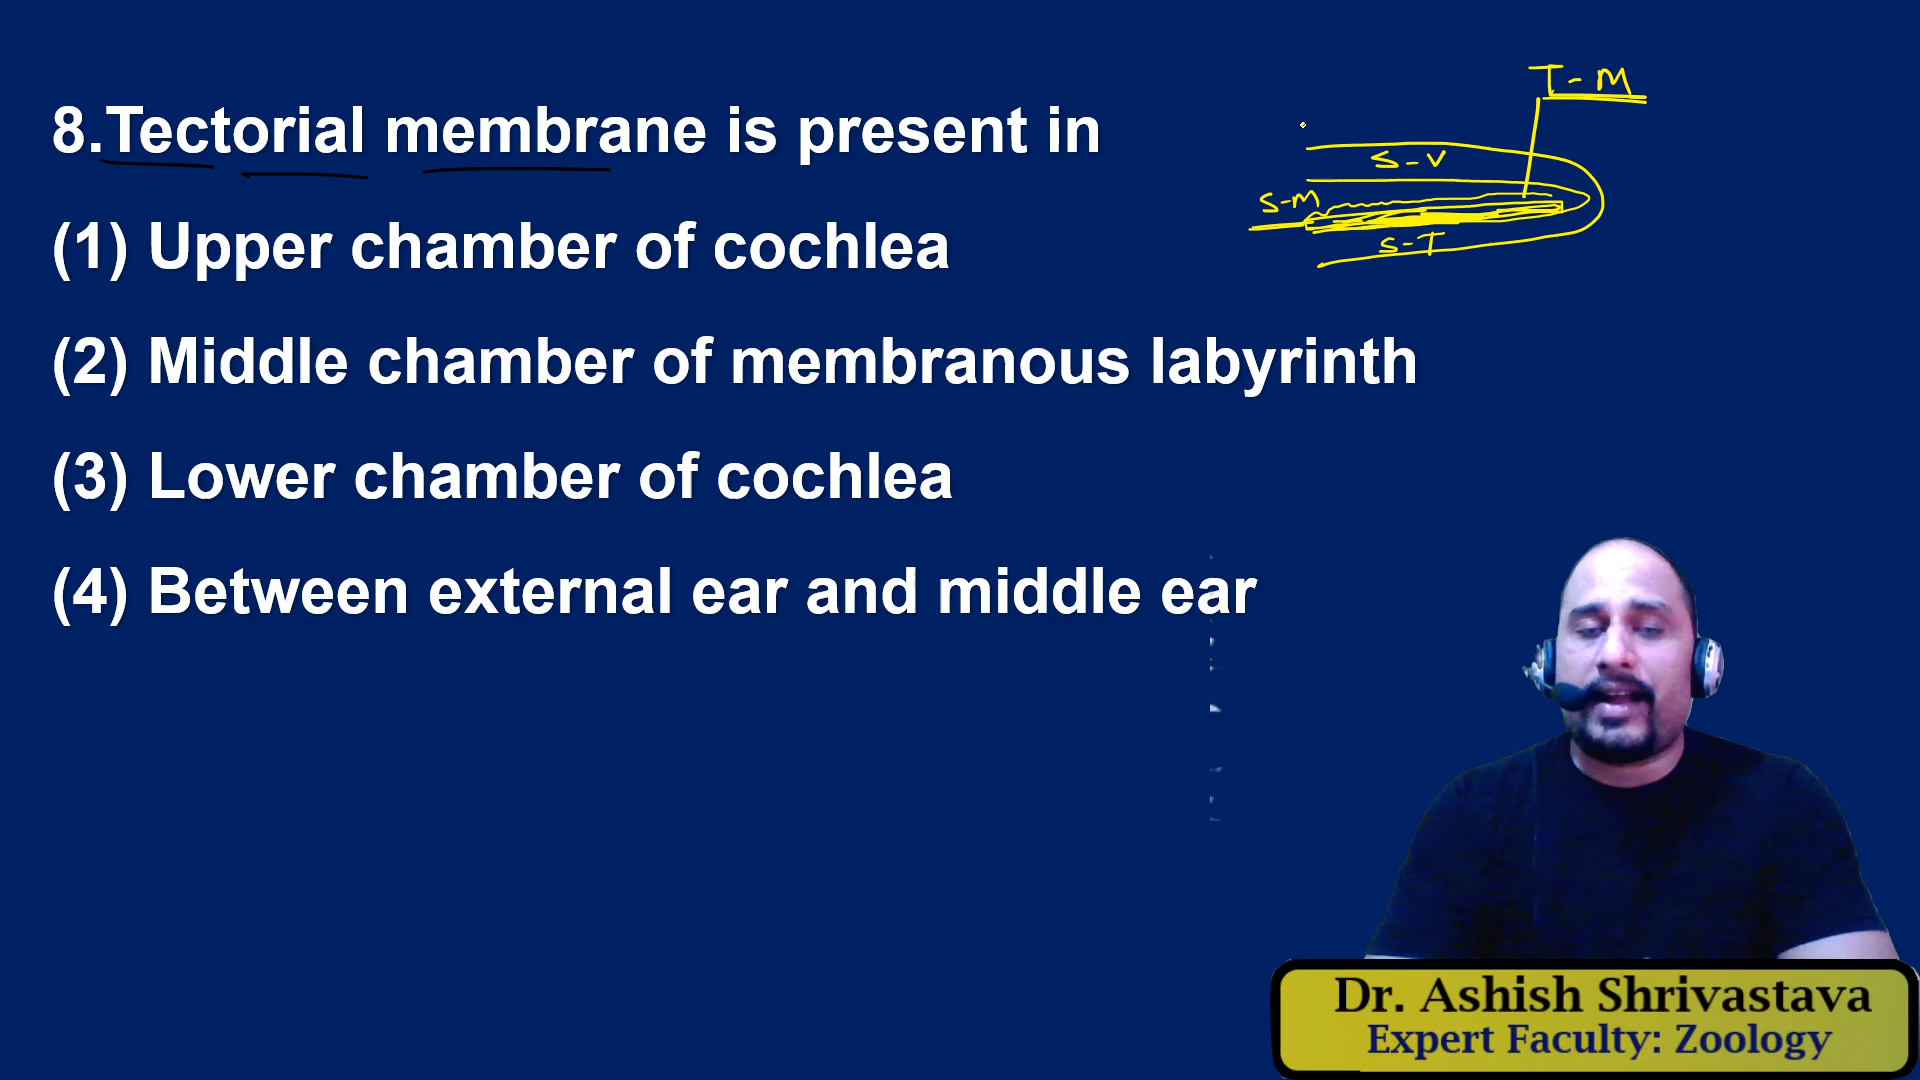 8.Tectorial membrane is present in
(1) Upper chamber of cochlea
(2) Middle chamber of membranous labyrinth
(3) Lower chamber of cochlea
(4) Between external ear and middle ear
T-M
S-V
S-M
S-T
Dr. Ashish Shrivastava
Expert Faculty: Zoology